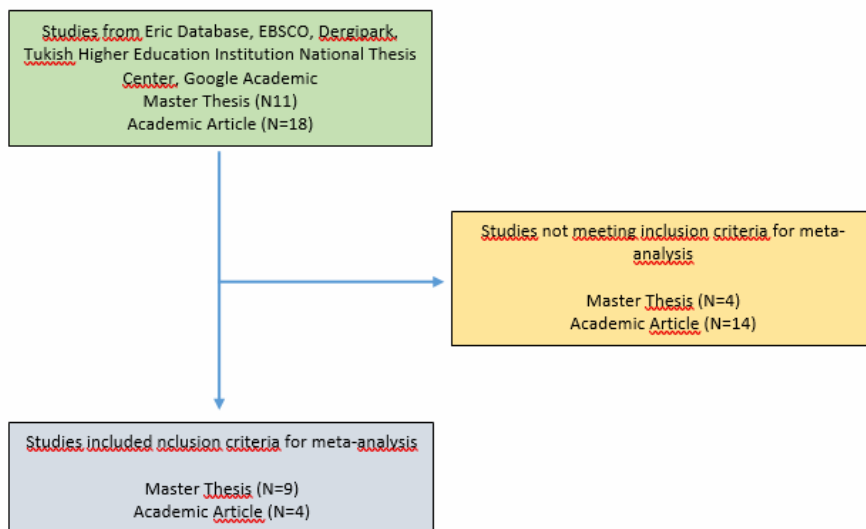 Studies from Eric Database, EBSCO, Dergipark,
Tukish Higher Education Institution National Thesis
Center, Google Academic
Master Thesis (N11)
Academic Article (N=18)
Studies not meeting inclusion criteria for meta-
analysis
Master Thesis (N=4)
Academic Article (N=14)
Studies included nclusion criteria for meta-analysis
Master Thesis (N=9)
Academic Article (N=4)